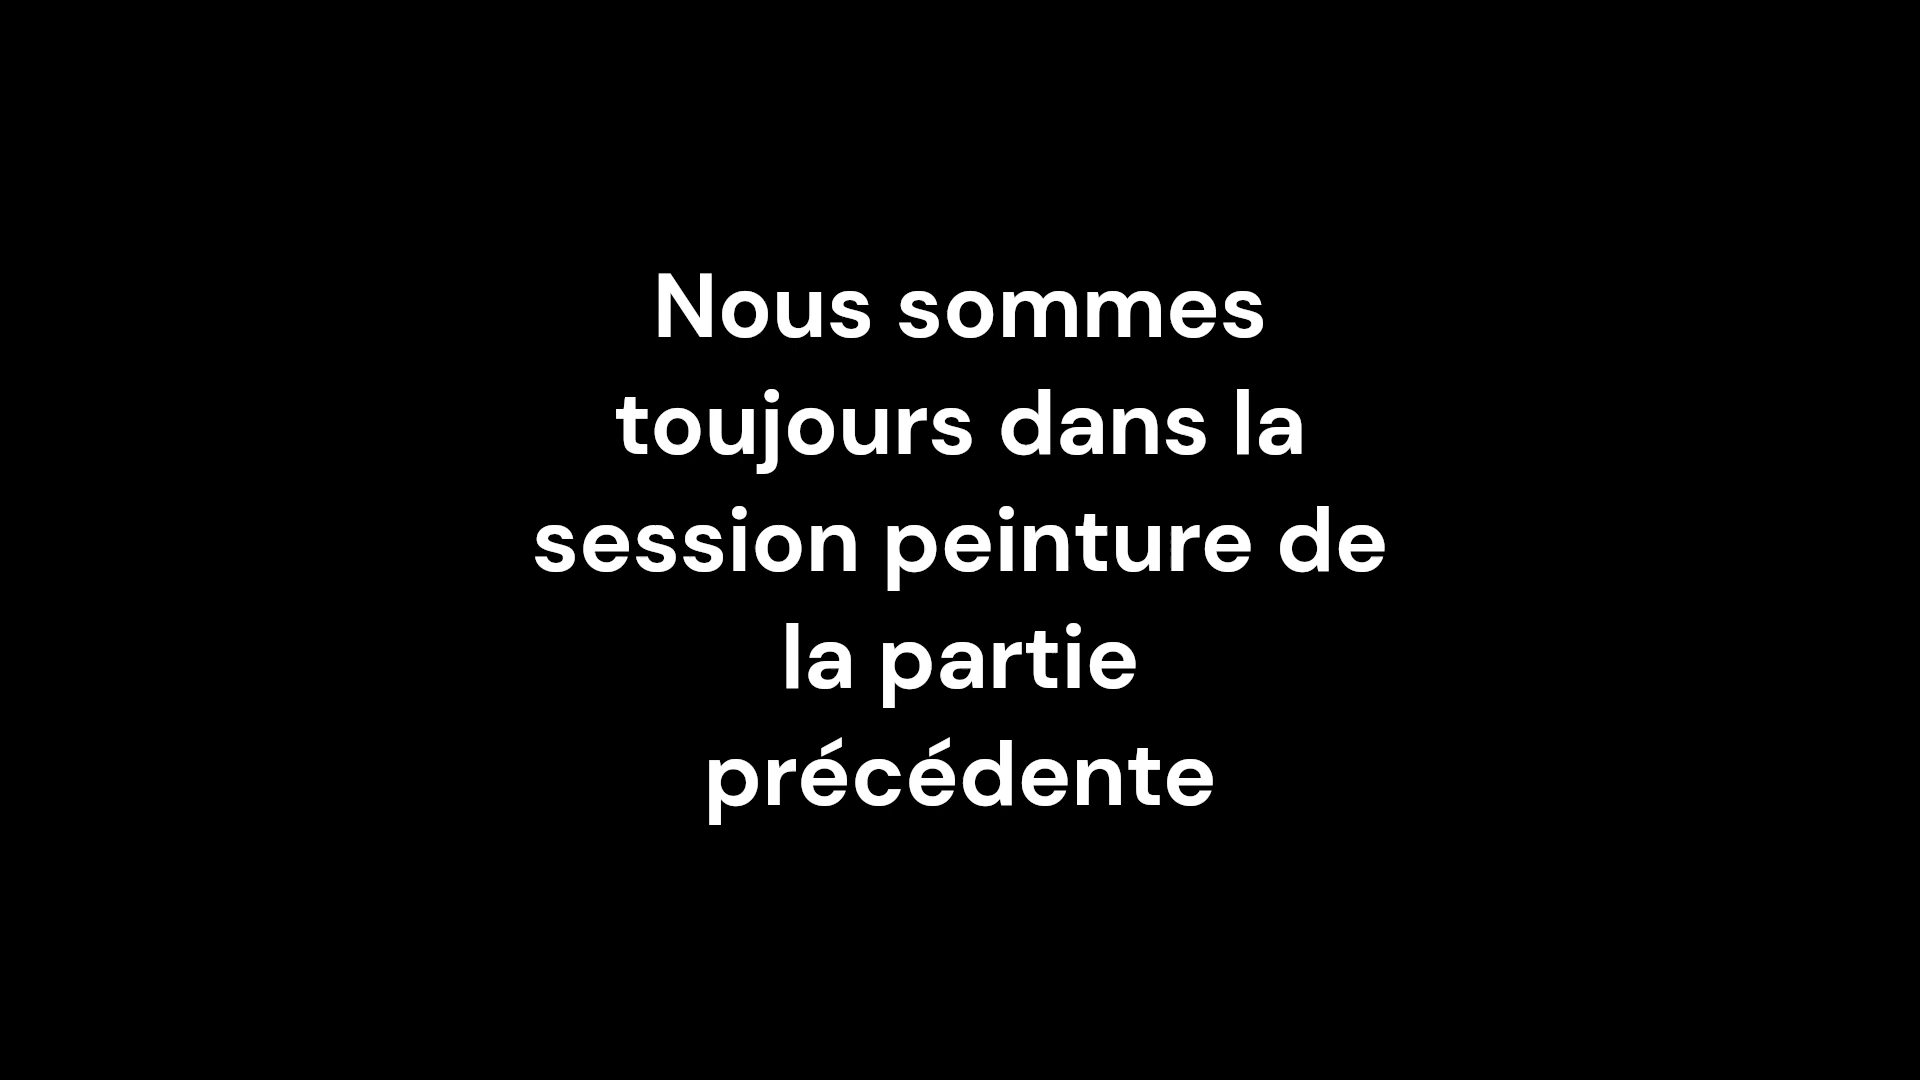 Nous sommes
toujours dans la
session peinture de
la partie
précédente